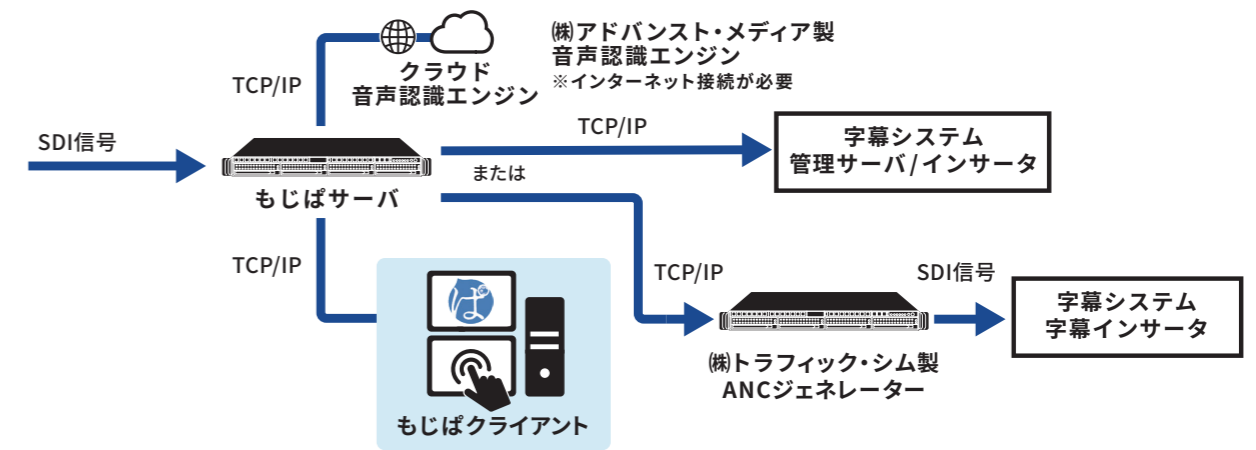 ㈱アドバンスト・メディア製
音声認識エンジン
※インターネット接続が必要
クラウド
音声認識エンジン
TCP/IP
SDI信号
もじぱサーバ
TCP/IP
または
字幕システム
管理サーバ/インサータ
TCP/IP
ぱ
もじぱクライアント
TCP/IP
㈱トラフィック・シム製
ANCジェネレーター
SDI信号
字幕システム
字幕インサータ